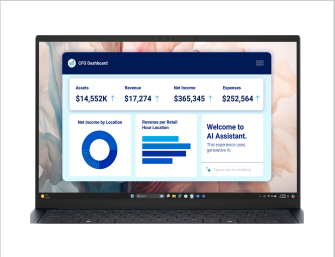 CFO Dashboard
Assets
$14,552K ↑
Revenue
$17,274 ↑
Net Income
$365,345 ↑
Expenses
$252,564 ↑
Net Income by Location
Revenue per Retail
Hour Location
Welcome to
AI Assistant.
This experience uses
generative AI.